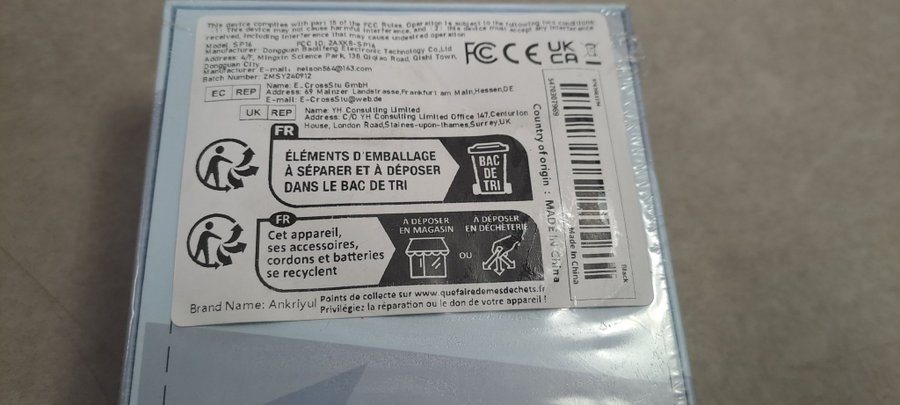 This device complies with part 15 of the FCC Rules. Operation is subject to the following two conditions
:1: This device may not cause harmful interference, and :2: this device must accept any interference
received, including interference that may cause undesired operation
Model: SP16 FCC ID: 2AXKB-SP16
Manufacturer: Dongguan Baolifeng Electronic Technology Co.,Ltd
Address: 4/F, Mingxin Science Park, 138 Qiqiao Road, Qishi Town,
Dongguan City
Manufacturer E-mail: nelson564@163.com
Batch Number: ZMSY240912
FC CE UK CA
EC REP
Name: E_CrossStu GmbH
Address: 69 Mainzer Landstrasse,Frankfurt am Main,Hessen,DE
E-mail: E-CrossStu@web.de
UK REP
Name: YH Consulting Limited
Address: C/O YH Consulting Limited Office 147,Centurion
House, London Road,Staines-upon-thames,Surrey,UK
FR
ÉLÉMENTS D'EMBALLAGE
À SÉPARER ET À DÉPOSER
DANS LE BAC DE TRI
BAC
DE
TRI
FR
Cet appareil,
ses accessoires,
cordons et batteries
se recyclent
À DÉPOSER
EN MAGASIN
OU
À DÉPOSER
EN DÉCHÈTERIE
Points de collecte sur www.quefairedemesdechets.fr
Privilégiez la réparation ou le don de votre appareil !
Brand Name: Ankriyul
Country of origin : MADE IN China
Made In China
Black